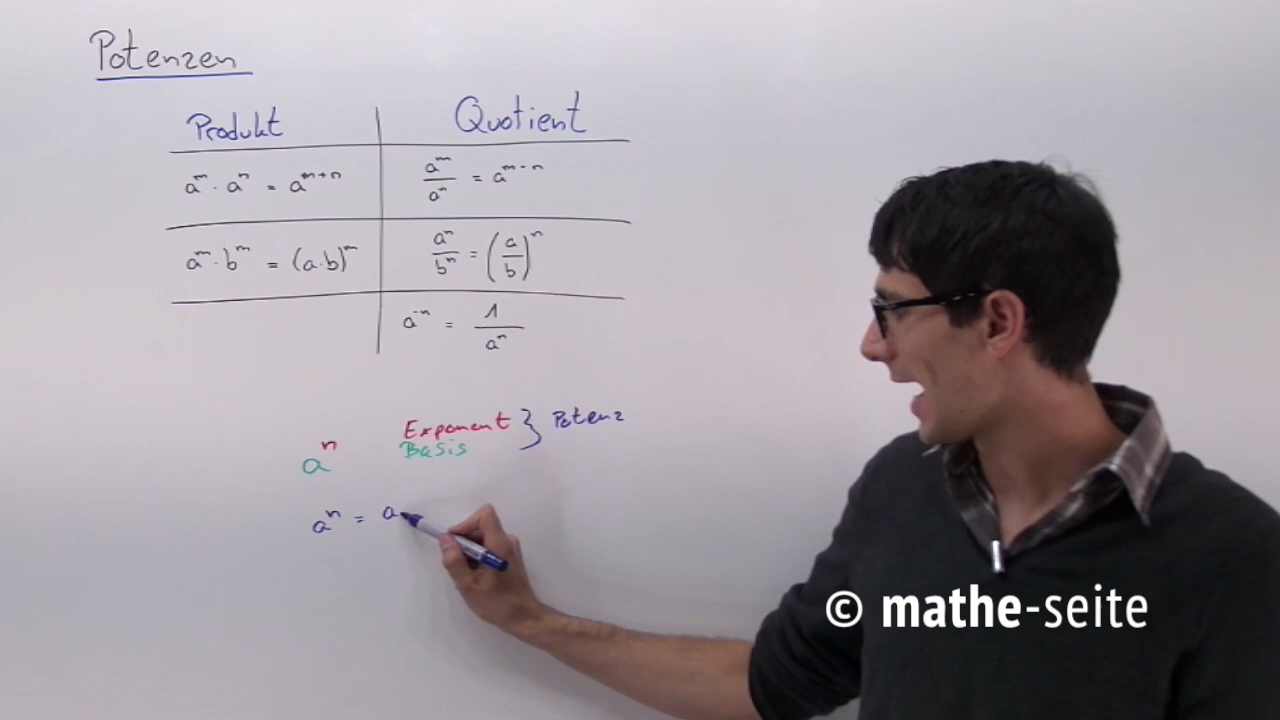 Potenzen
Produkt Quotient
a^m · a^n = a^{m+n} a^m/a^n = a^{m-n}
a^m · b^m = (a·b)^m a^n/b^n = (a/b)^n
a^{-n} = 1/a^n
a^n Exponent } Potenz
Basis
a^n = a
© mathe-seite